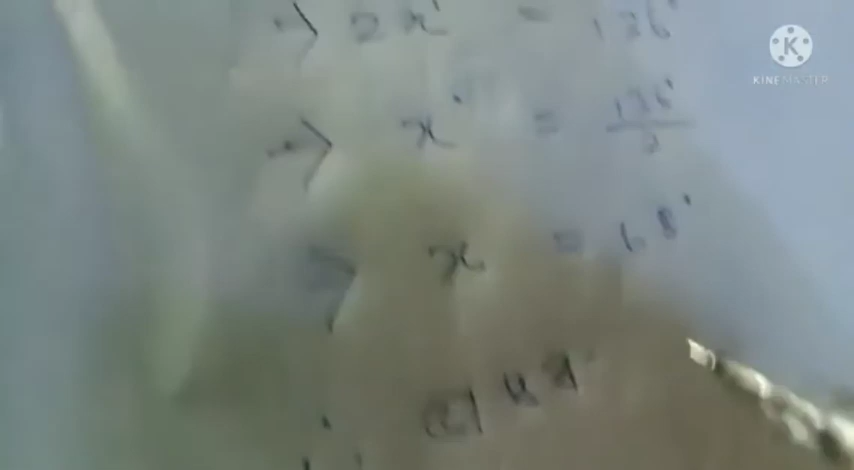 K
KINEMASTER
→ 2x° = 136°
→ x° = 136°/2
→ x = 68°